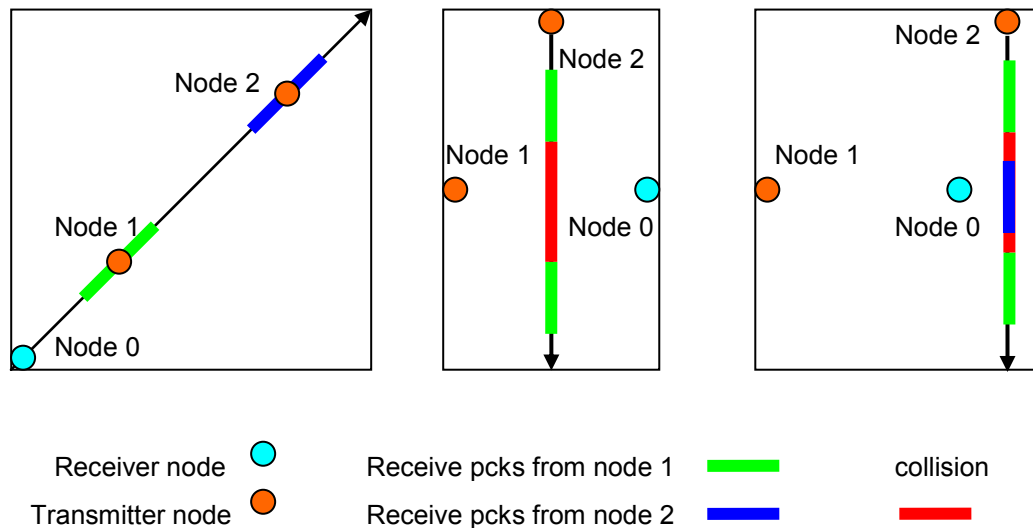 Node 2
Node 1
Node 0
Node 2
Node 1
Node 0
Node 2
Node 1
Node 0
Receiver node
Receive pcks from node 1
collision
Transmitter node
Receive pcks from node 2